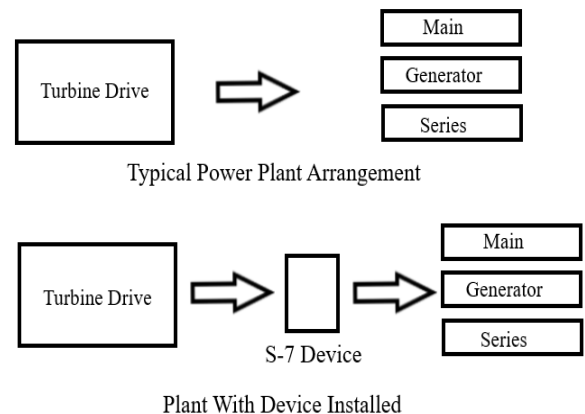 Main
Turbine Drive
Generator
Series
Typical Power Plant Arrangement
Main
Turbine Drive
Generator
Series
S-7 Device
Plant With Device Installed